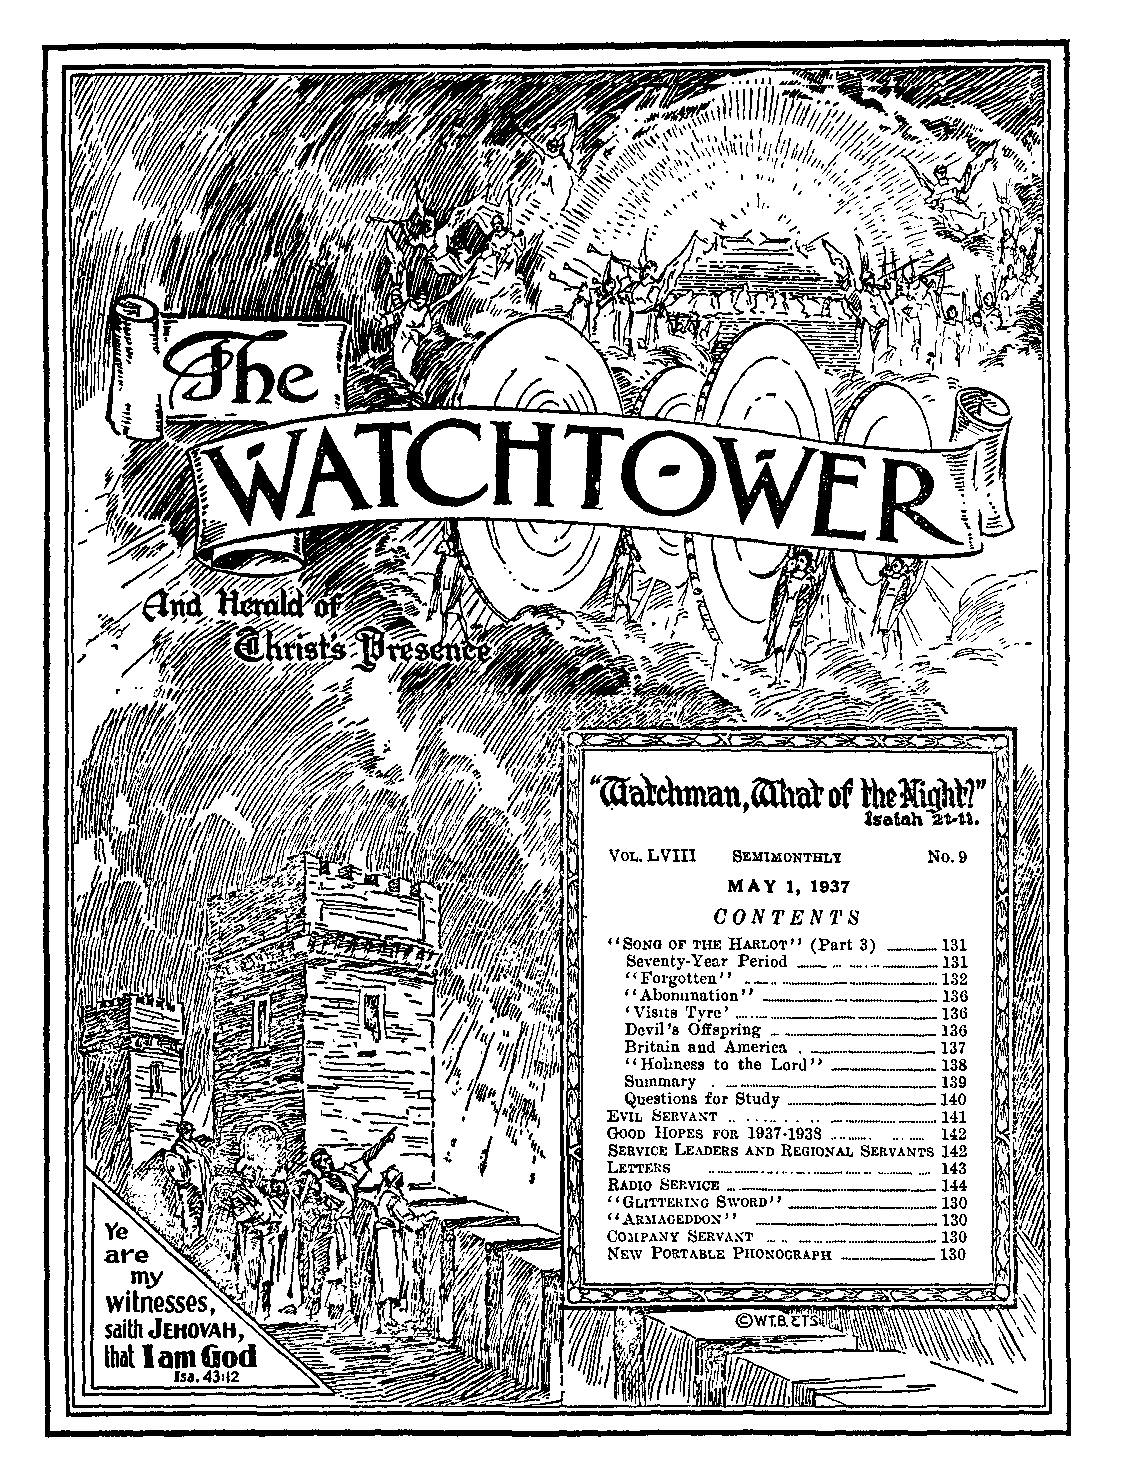 The
WATCHTOWER
And Herald of
Christ's Presence
"Watchman, What of the Night?"
Isaiah 21-11.
VOL. LVIII SEMIMONTHLY No. 9
MAY 1, 1937
CONTENTS
"SONG OF THE HARLOT" (Part 3) 131
Seventy-Year Period 131
"Forgotten" 132
"Abomination" 136
'Visits Tyre' 136
Devil's Offspring 136
Britain and America 137
"Holiness to the Lord" 138
Summary 139
Questions for Study 140
EVIL SERVANT 141
GOOD HOPES FOR 1937-1938 142
SERVICE LEADERS AND REGIONAL SERVANTS 142
LETTERS 143
RADIO SERVICE 144
"GLITTERING SWORD" 130
"ARMAGEDDON" 130
COMPANY SERVANT 130
NEW PORTABLE PHONOGRAPH 130
©W.T.B. & T.S.
Ye
are
my
witnesses,
saith JEHOVAH,
that I am God
Isa. 43:12